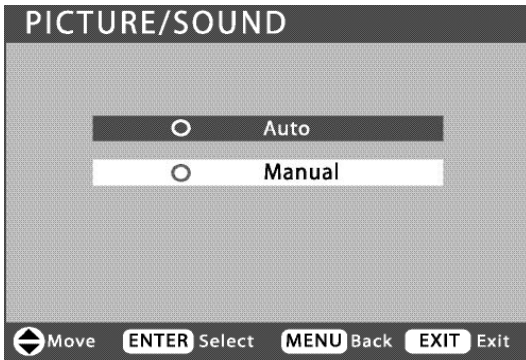 PICTURE/SOUND
Auto
Manual
Move ENTER Select MENU Back EXIT Exit